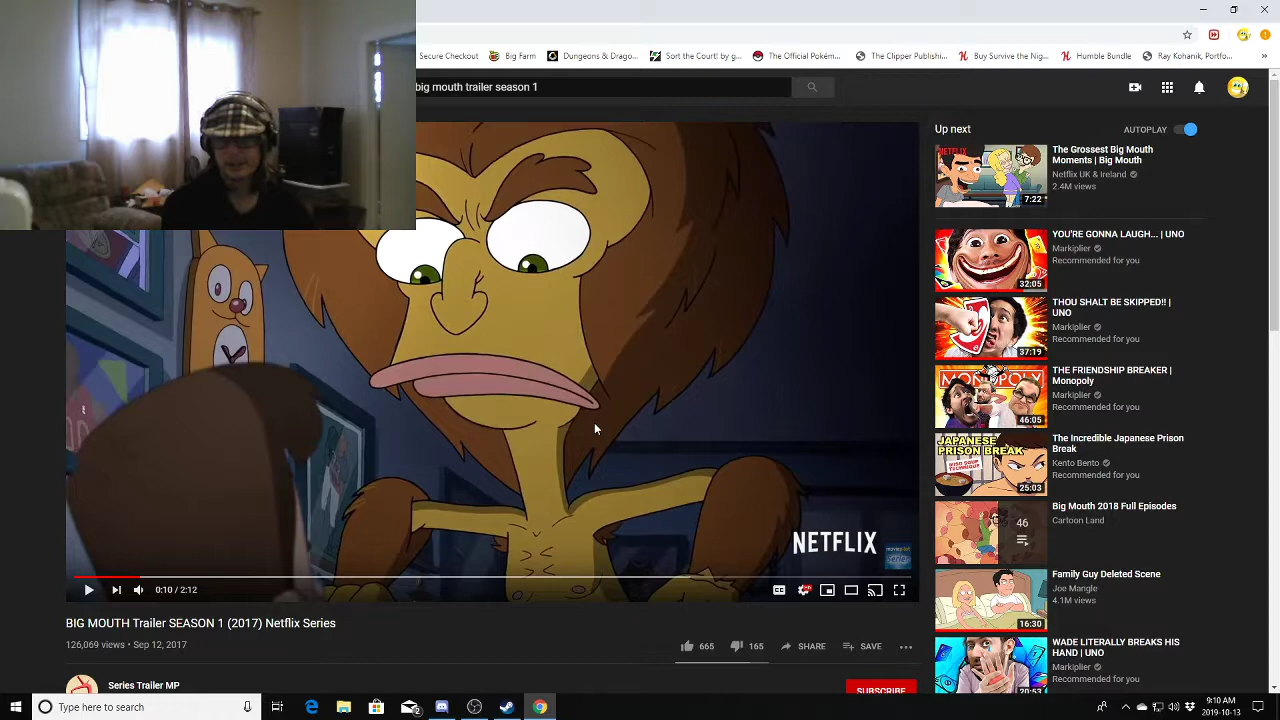 Secure Checkout
Big Farm
Dungeons & Drago...
Sort the Court! by g...
The Official Pokém...
The Clipper Publish...
Buy Survive the Nig...
Humble Bundle
Ray Kohanik, Portfo...
big mouth trailer season 1
Up next
AUTOPLAY
NETFLIX
7:22
The Grossest Big Mouth
Moments | Big Mouth
Netflix UK & Ireland
2.4M views
32:05
YOU'RE GONNA LAUGH... | UNO
Markiplier
Recommended for you
37:19
THOU SHALT BE SKIPPED!! |
UNO
Markiplier
Recommended for you
MONOPOLY
46:05
THE FRIENDSHIP BREAKER |
Monopoly
Markiplier
Recommended for you
JAPANESE
PRISON BREAK
25:03
The Incredible Japanese Prison
Break
Kento Bento
Recommended for you
46
Big Mouth 2018 Full Episodes
Cartoon Land
16:30
Family Guy Deleted Scene
Joe Mangle
4.1M views
20:53
WADE LITERALLY BREAKS HIS
HAND | UNO
Markiplier
Recommended for you
NETFLIX
0:10 / 2:12
BIG MOUTH Trailer SEASON 1 (2017) Netflix Series
126,069 views • Sep 12, 2017
665
165
SHARE
SAVE
Series Trailer MP
SUBSCRIBE
Type here to search
9:10 AM
2019-10-13